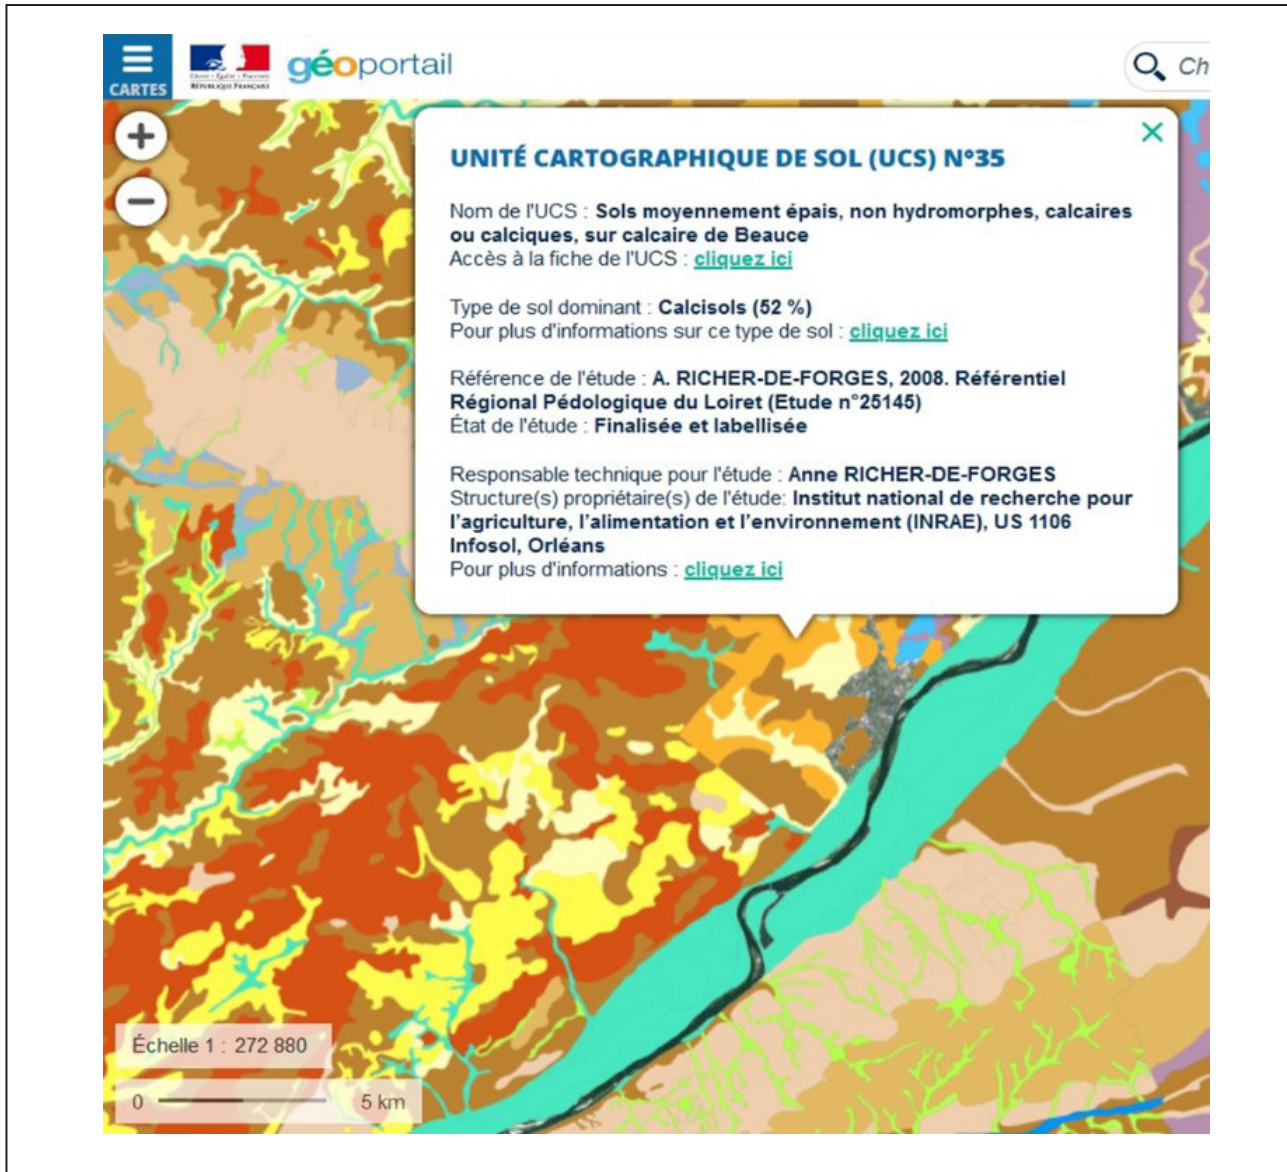 CARTES
Liberté • Égalité • Fraternité
RÉPUBLIQUE FRANÇAISE
géoportail
Ch
+
−
UNITÉ CARTOGRAPHIQUE DE SOL (UCS) N°35
Nom de l'UCS : Sols moyennement épais, non hydromorphes, calcaires
ou calciques, sur calcaire de Beauce
Accès à la fiche de l'UCS : cliquez ici
Type de sol dominant : Calcisols (52 %)
Pour plus d'informations sur ce type de sol : cliquez ici
Référence de l'étude : A. RICHER-DE-FORGES, 2008. Référentiel
Régional Pédologique du Loiret (Etude n°25145)
État de l'étude : Finalisée et labellisée
Responsable technique pour l'étude : Anne RICHER-DE-FORGES
Structure(s) propriétaire(s) de l'étude: Institut national de recherche pour
l'agriculture, l'alimentation et l'environnement (INRAE), US 1106
Infosol, Orléans
Pour plus d'informations : cliquez ici
Échelle 1 : 272 880
0 5 km